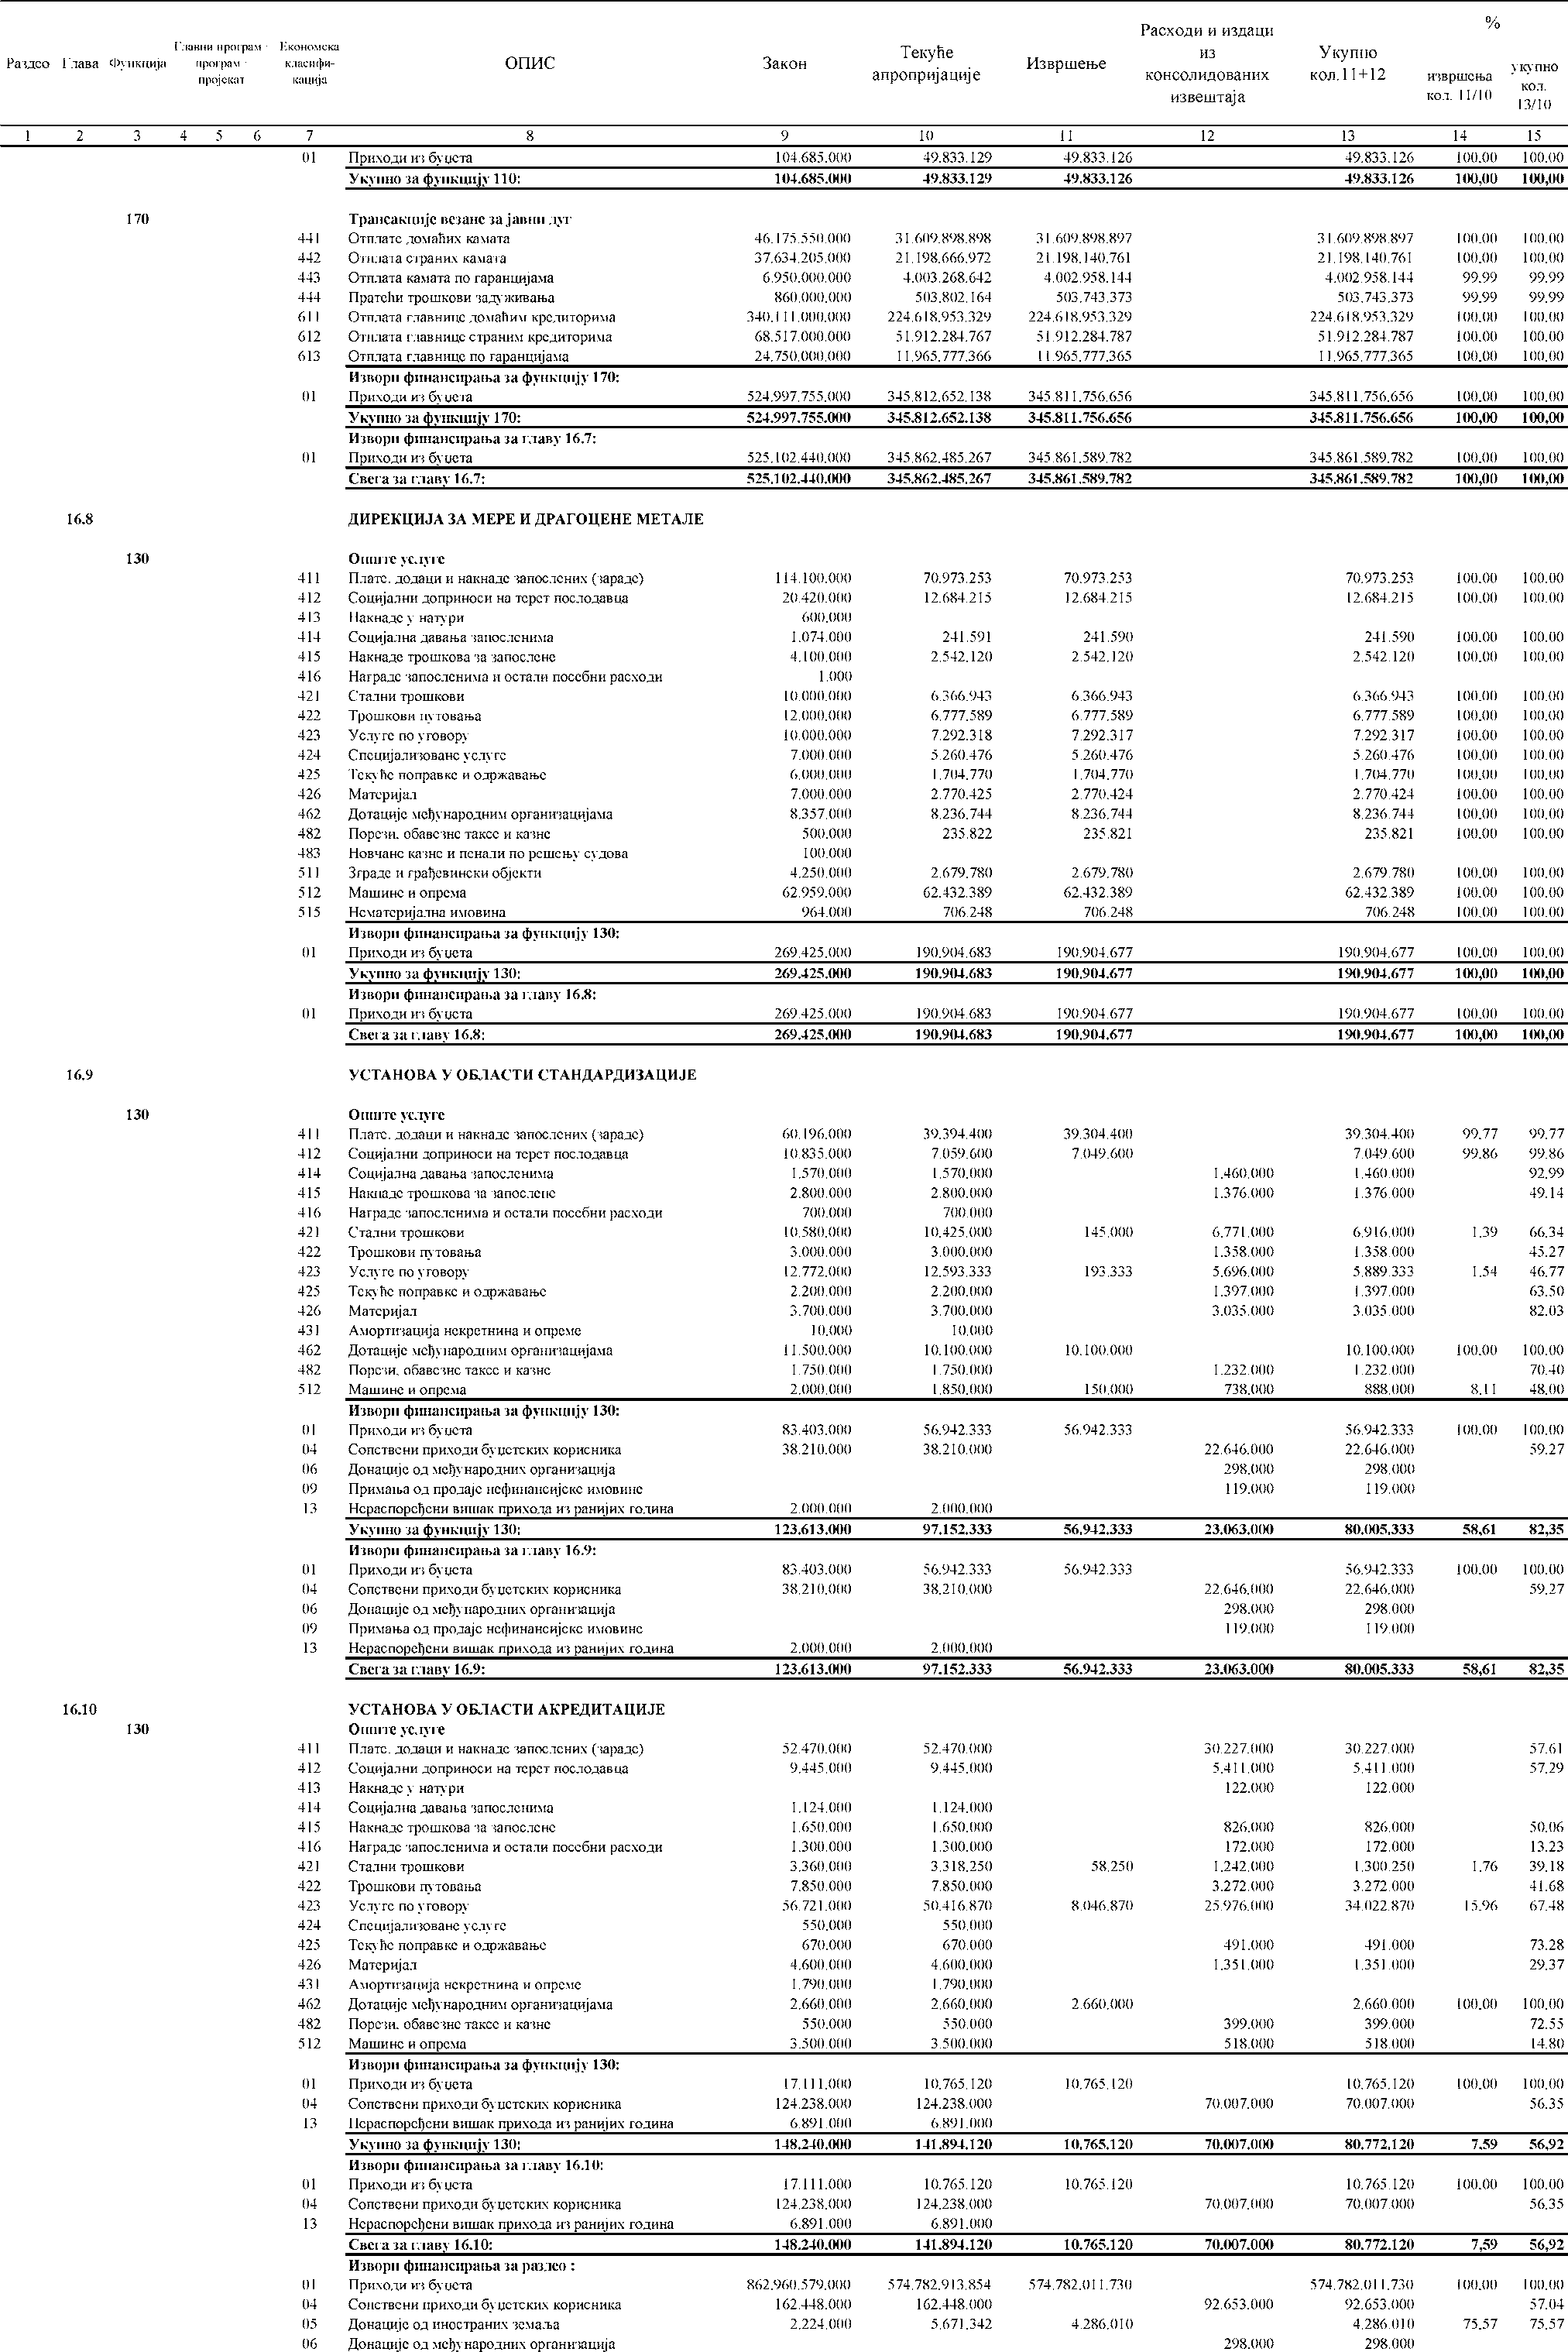 Раздео Глава Функција Главни програм - програм - пројекат Економска класифи-кација ОПИС Закон Текуће апропријације Извршење Расходи и издаци из консолидованих извештаја Укупно кол.11+12 % извршења кол. 11/10 укупно кол. 13/10
1 2 3 4 5 6 7 8 9 10 11 12 13 14 15
01 Приходи из буџета 104.685.000 49.833.129 49.833.126 49.833.126 100,00 100,00
Укупно за функцију 110: 104.685.000 49.833.129 49.833.126 49.833.126 100,00 100,00
170 Трансакције везане за јавни дуг
441 Отплате домаћих камата 46.175.550.000 31.609.898.898 31.609.898.897 31.609.898.897 100,00 100,00
442 Отплата страних камата 37.634.205.000 21.198.666.972 21.198.140.761 21.198.140.761 100,00 100,00
443 Отплата камата по гаранцијама 6.950.000.000 4.003.268.642 4.002.958.144 4.002.958.144 99,99 99,99
444 Пратећи трошкови задуживања 860.000.000 503.802.164 503.743.373 503.743.373 99,99 99,99
611 Отплата главнице домаћим кредиторима 340.111.000.000 224.618.953.329 224.618.953.329 224.618.953.329 100,00 100,00
612 Отплата главнице страним кредиторима 68.517.000.000 51.912.284.767 51.912.284.787 51.912.284.787 100,00 100,00
613 Отплата главнице по гаранцијама 24.750.000.000 11.965.777.366 11.965.777.365 11.965.777.365 100,00 100,00
Извори финансирања за функцију 170:
01 Приходи из буџета 524.997.755.000 345.812.652.138 345.811.756.656 345.811.756.656 100,00 100,00
Укупно за функцију 170: 524.997.755.000 345.812.652.138 345.811.756.656 345.811.756.656 100,00 100,00
Извори финансирања за главу 16.7:
01 Приходи из буџета 525.102.440.000 345.862.485.267 345.861.589.782 345.861.589.782 100,00 100,00
Свега за главу 16.7: 525.102.440.000 345.862.485.267 345.861.589.782 345.861.589.782 100,00 100,00
16.8 ДИРЕКЦИЈА ЗА МЕРЕ И ДРАГОЦЕНЕ МЕТАЛЕ
130 Опште услуге
411 Плате, додаци и накнаде запослених (зараде) 114.100.000 70.973.253 70.973.253 70.973.253 100,00 100,00
412 Социјални доприноси на терет послодавца 20.420.000 12.684.215 12.684.215 12.684.215 100,00 100,00
413 Накнаде у натури 600.000
414 Социјална давања запосленима 1.074.000 241.591 241.590 241.590 100,00 100,00
415 Накнаде трошкова за запослене 4.100.000 2.542.120 2.542.120 2.542.120 100,00 100,00
416 Награде запосленима и остали посебни расходи 1.000
421 Стални трошкови 10.000.000 6.366.943 6.366.943 6.366.943 100,00 100,00
422 Трошкови путовања 12.000.000 6.777.589 6.777.589 6.777.589 100,00 100,00
423 Услуге по уговору 10.000.000 7.292.318 7.292.317 7.292.317 100,00 100,00
424 Специјализоване услуге 7.000.000 5.260.476 5.260.476 5.260.476 100,00 100,00
425 Текуће поправке и одржавање 6.000.000 1.704.770 1.704.770 1.704.770 100,00 100,00
426 Материјал 7.000.000 2.770.425 2.770.424 2.770.424 100,00 100,00
462 Дотације међународним организацијама 8.357.000 8.236.744 8.236.744 8.236.744 100,00 100,00
482 Порези, обавезне таксе и казне 500.000 235.822 235.821 235.821 100,00 100,00
483 Новчане казне и пенали по решењу судова 100.000
511 Зграде и грађевински објекти 4.250.000 2.679.780 2.679.780 2.679.780 100,00 100,00
512 Машине и опрема 62.959.000 62.432.389 62.432.389 62.432.389 100,00 100,00
515 Нематеријална имовина 964.000 706.248 706.248 706.248 100,00 100,00
Извори финансирања за функцију 130:
01 Приходи из буџета 269.425.000 190.904.683 190.904.677 190.904.677 100,00 100,00
Укупно за функцију 130: 269.425.000 190.904.683 190.904.677 190.904.677 100,00 100,00
Извори финансирања за главу 16.8:
01 Приходи из буџета 269.425.000 190.904.683 190.904.677 190.904.677 100,00 100,00
Свега за главу 16.8: 269.425.000 190.904.683 190.904.677 190.904.677 100,00 100,00
16.9 УСТАНОВА У ОБЛАСТИ СТАНДАРДИЗАЦИЈЕ
130 Опште услуге
411 Плате, додаци и накнаде запослених (зараде) 60.196.000 39.394.400 39.304.400 39.304.400 99,77 99,77
412 Социјални доприноси на терет послодавца 10.835.000 7.059.600 7.049.600 7.049.600 99,86 99,86
414 Социјална давања запосленима 1.570.000 1.570.000 1.460.000 1.460.000 92,99
415 Накнаде трошкова за запослене 2.800.000 2.800.000 1.376.000 1.376.000 49,14
416 Награде запосленима и остали посебни расходи 700.000 700.000
421 Стални трошкови 10.580.000 10.425.000 145.000 6.771.000 6.916.000 1,39 66,34
422 Трошкови путовања 3.000.000 3.000.000 1.358.000 1.358.000 45,27
423 Услуге по уговору 12.772.000 12.593.333 193.333 5.696.000 5.889.333 1,54 46,77
425 Текуће поправке и одржавање 2.200.000 2.200.000 1.397.000 1.397.000 63,50
426 Материјал 3.700.000 3.700.000 3.035.000 3.035.000 82,03
431 Амортизација некретнина и опреме 10.000 10.000
462 Дотације међународним организацијама 11.500.000 10.100.000 10.100.000 10.100.000 100,00 100,00
482 Порези, обавезне таксе и казне 1.750.000 1.750.000 1.232.000 1.232.000 70,40
512 Машине и опрема 2.000.000 1.850.000 150.000 738.000 888.000 8,11 48,00
Извори финансирања за функцију 130:
01 Приходи из буџета 83.403.000 56.942.333 56.942.333 56.942.333 100,00 100,00
04 Сопствени приходи буџетских корисника 38.210.000 38.210.000 22.646.000 22.646.000 59,27
06 Донације од међународних организација 298.000 298.000
09 Примања од продаје нефинансијске имовине 119.000 119.000
13 Нераспоређени вишак прихода из ранијих година 2.000.000 2.000.000
Укупно за функцију 130: 123.613.000 97.152.333 56.942.333 23.063.000 80.005.333 58,61 82,35
Извори финансирања за главу 16.9:
01 Приходи из буџета 83.403.000 56.942.333 56.942.333 56.942.333 100,00 100,00
04 Сопствени приходи буџетских корисника 38.210.000 38.210.000 22.646.000 22.646.000 59,27
06 Донације од међународних организација 298.000 298.000
09 Примања од продаје нефинансијске имовине 119.000 119.000
13 Нераспоређени вишак прихода из ранијих година 2.000.000 2.000.000
Свега за главу 16.9: 123.613.000 97.152.333 56.942.333 23.063.000 80.005.333 58,61 82,35
16.10 УСТАНОВА У ОБЛАСТИ АКРЕДИТАЦИЈЕ
130 Опште услуге
411 Плате, додаци и накнаде запослених (зараде) 52.470.000 52.470.000 30.227.000 30.227.000 57,61
412 Социјални доприноси на терет послодавца 9.445.000 9.445.000 5.411.000 5.411.000 57,29
413 Накнаде у натури 122.000 122.000
414 Социјална давања запосленима 1.124.000 1.124.000
415 Накнаде трошкова за запослене 1.650.000 1.650.000 826.000 826.000 50,06
416 Награде запосленима и остали посебни расходи 1.300.000 1.300.000 172.000 172.000 13,23
421 Стални трошкови 3.360.000 3.318.250 58.250 1.242.000 1.300.250 1,76 39,18
422 Трошкови путовања 7.850.000 7.850.000 3.272.000 3.272.000 41,68
423 Услуге по уговору 56.721.000 50.416.870 8.046.870 25.976.000 34.022.870 15,96 67,48
424 Специјализоване услуге 550.000 550.000
425 Текуће поправке и одржавање 670.000 670.000 491.000 491.000 73,28
426 Материјал 4.600.000 4.600.000 1.351.000 1.351.000 29,37
431 Амортизација некретнина и опреме 1.790.000 1.790.000
462 Дотације међународним организацијама 2.660.000 2.660.000 2.660.000 2.660.000 100,00 100,00
482 Порези, обавезне таксе и казне 550.000 550.000 399.000 399.000 72,55
512 Машине и опрема 3.500.000 3.500.000 518.000 518.000 14,80
Извори финансирања за функцију 130:
01 Приходи из буџета 17.111.000 10.765.120 10.765.120 10.765.120 100,00 100,00
04 Сопствени приходи буџетских корисника 124.238.000 124.238.000 70.007.000 70.007.000 56,35
13 Нераспоређени вишак прихода из ранијих година 6.891.000 6.891.000
Укупно за функцију 130: 148.240.000 141.894.120 10.765.120 70.007.000 80.772.120 7,59 56,92
Извори финансирања за главу 16.10:
01 Приходи из буџета 17.111.000 10.765.120 10.765.120 10.765.120 100,00 100,00
04 Сопствени приходи буџетских корисника 124.238.000 124.238.000 70.007.000 70.007.000 56,35
13 Нераспоређени вишак прихода из ранијих година 6.891.000 6.891.000
Свега за главу 16.10: 148.240.000 141.894.120 10.765.120 70.007.000 80.772.120 7,59 56,92
Извори финансирања за раздео :
01 Приходи из буџета 862.960.579.000 574.782.913.854 574.782.011.730 574.782.011.730 100,00 100,00
04 Сопствени приходи буџетских корисника 162.448.000 162.448.000 92.653.000 92.653.000 57,04
05 Донације од иностраних земаља 2.224.000 5.671.342 4.286.010 4.286.010 75,57 75,57
06 Донације од међународних организација 298.000 298.000